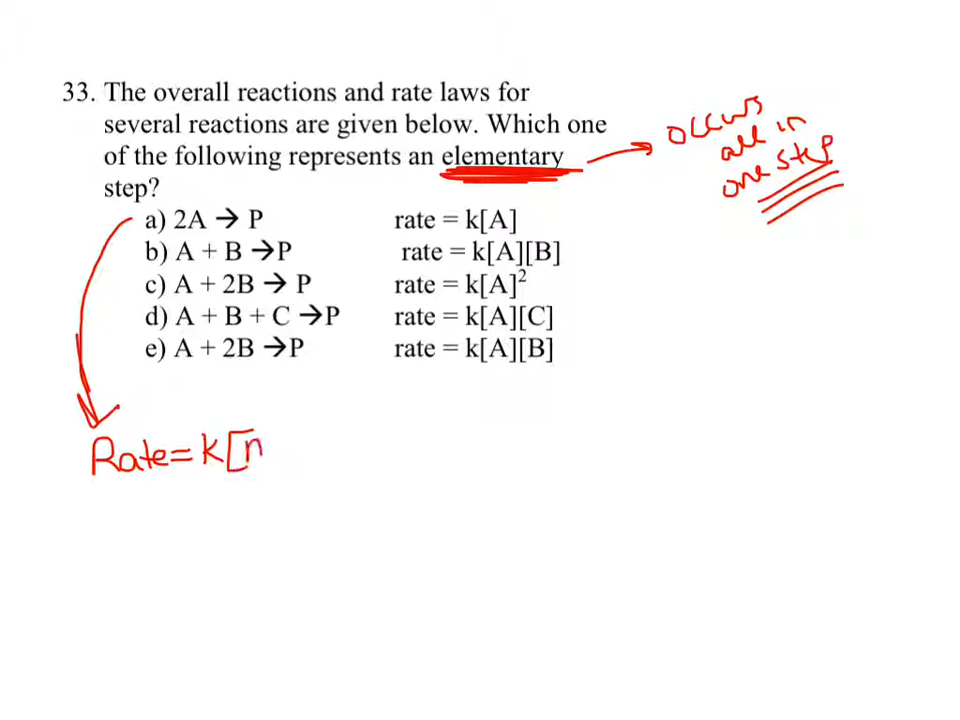 33. The overall reactions and rate laws for
several reactions are given below. Which one
of the following represents an elementary
step?
occurs
all in
one step
a) 2A → P rate = k[A]
b) A + B →P rate = k[A][B]
c) A + 2B → P rate = k[A]²
d) A + B + C →P rate = k[A][C]
e) A + 2B →P rate = k[A][B]
Rate=k[n